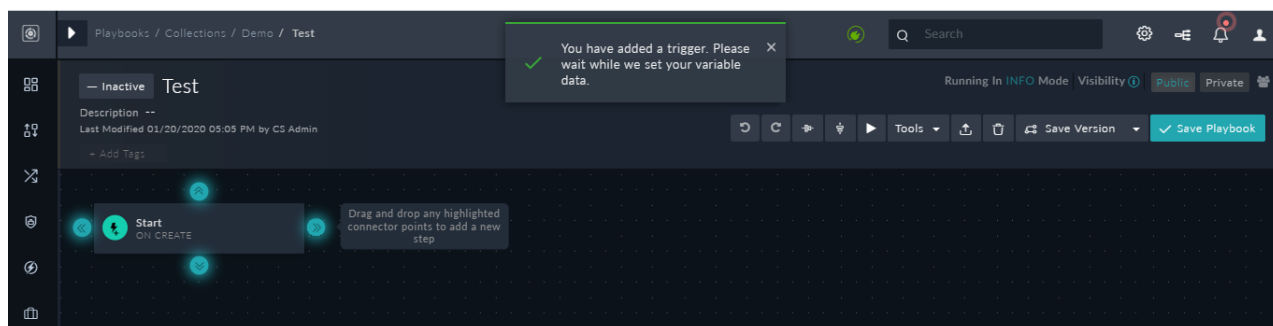 Playbooks / Collections / Demo / Test
You have added a trigger. Please
wait while we set your variable
data.
Search
— Inactive Test
Running In INFO Mode Visibility Public Private
Description --
Last Modified 01/20/2020 05:05 PM by CS Admin
Tools Save Version Save Playbook
+ Add Tags
Start
ON CREATE
Drag and drop any highlighted
connector points to add a new
step